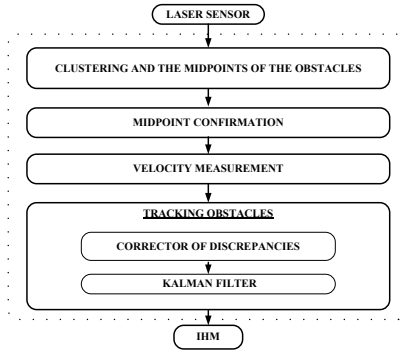 LASER SENSOR
CLUSTERING AND THE MIDPOINTS OF THE OBSTACLES
MIDPOINT CONFIRMATION
VELOCITY MEASUREMENT
TRACKING OBSTACLES
CORRECTOR OF DISCREPANCIES
KALMAN FILTER
IHM